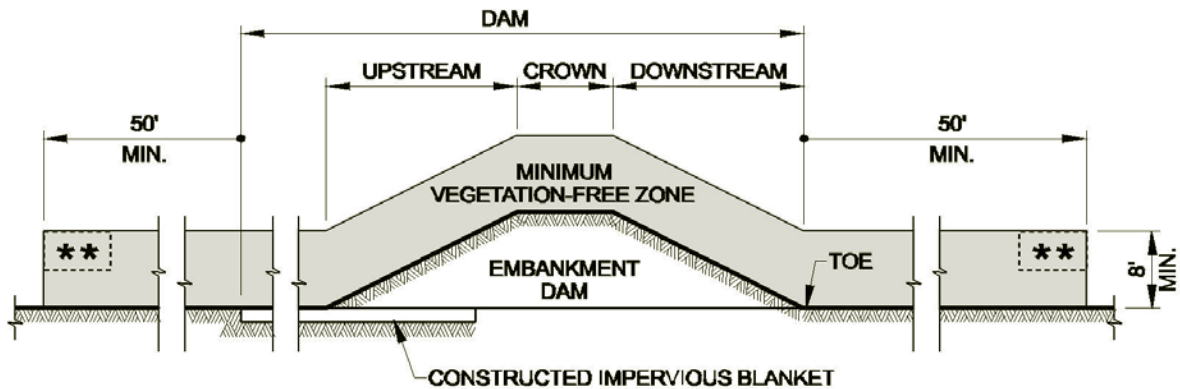 DAM
UPSTREAM
CROWN
DOWNSTREAM
50'
MIN.
50'
MIN.
MINIMUM
VEGETATION-FREE ZONE
**
**
TOE
8'
MIN.
EMBANKMENT
DAM
CONSTRUCTED IMPERVIOUS BLANKET